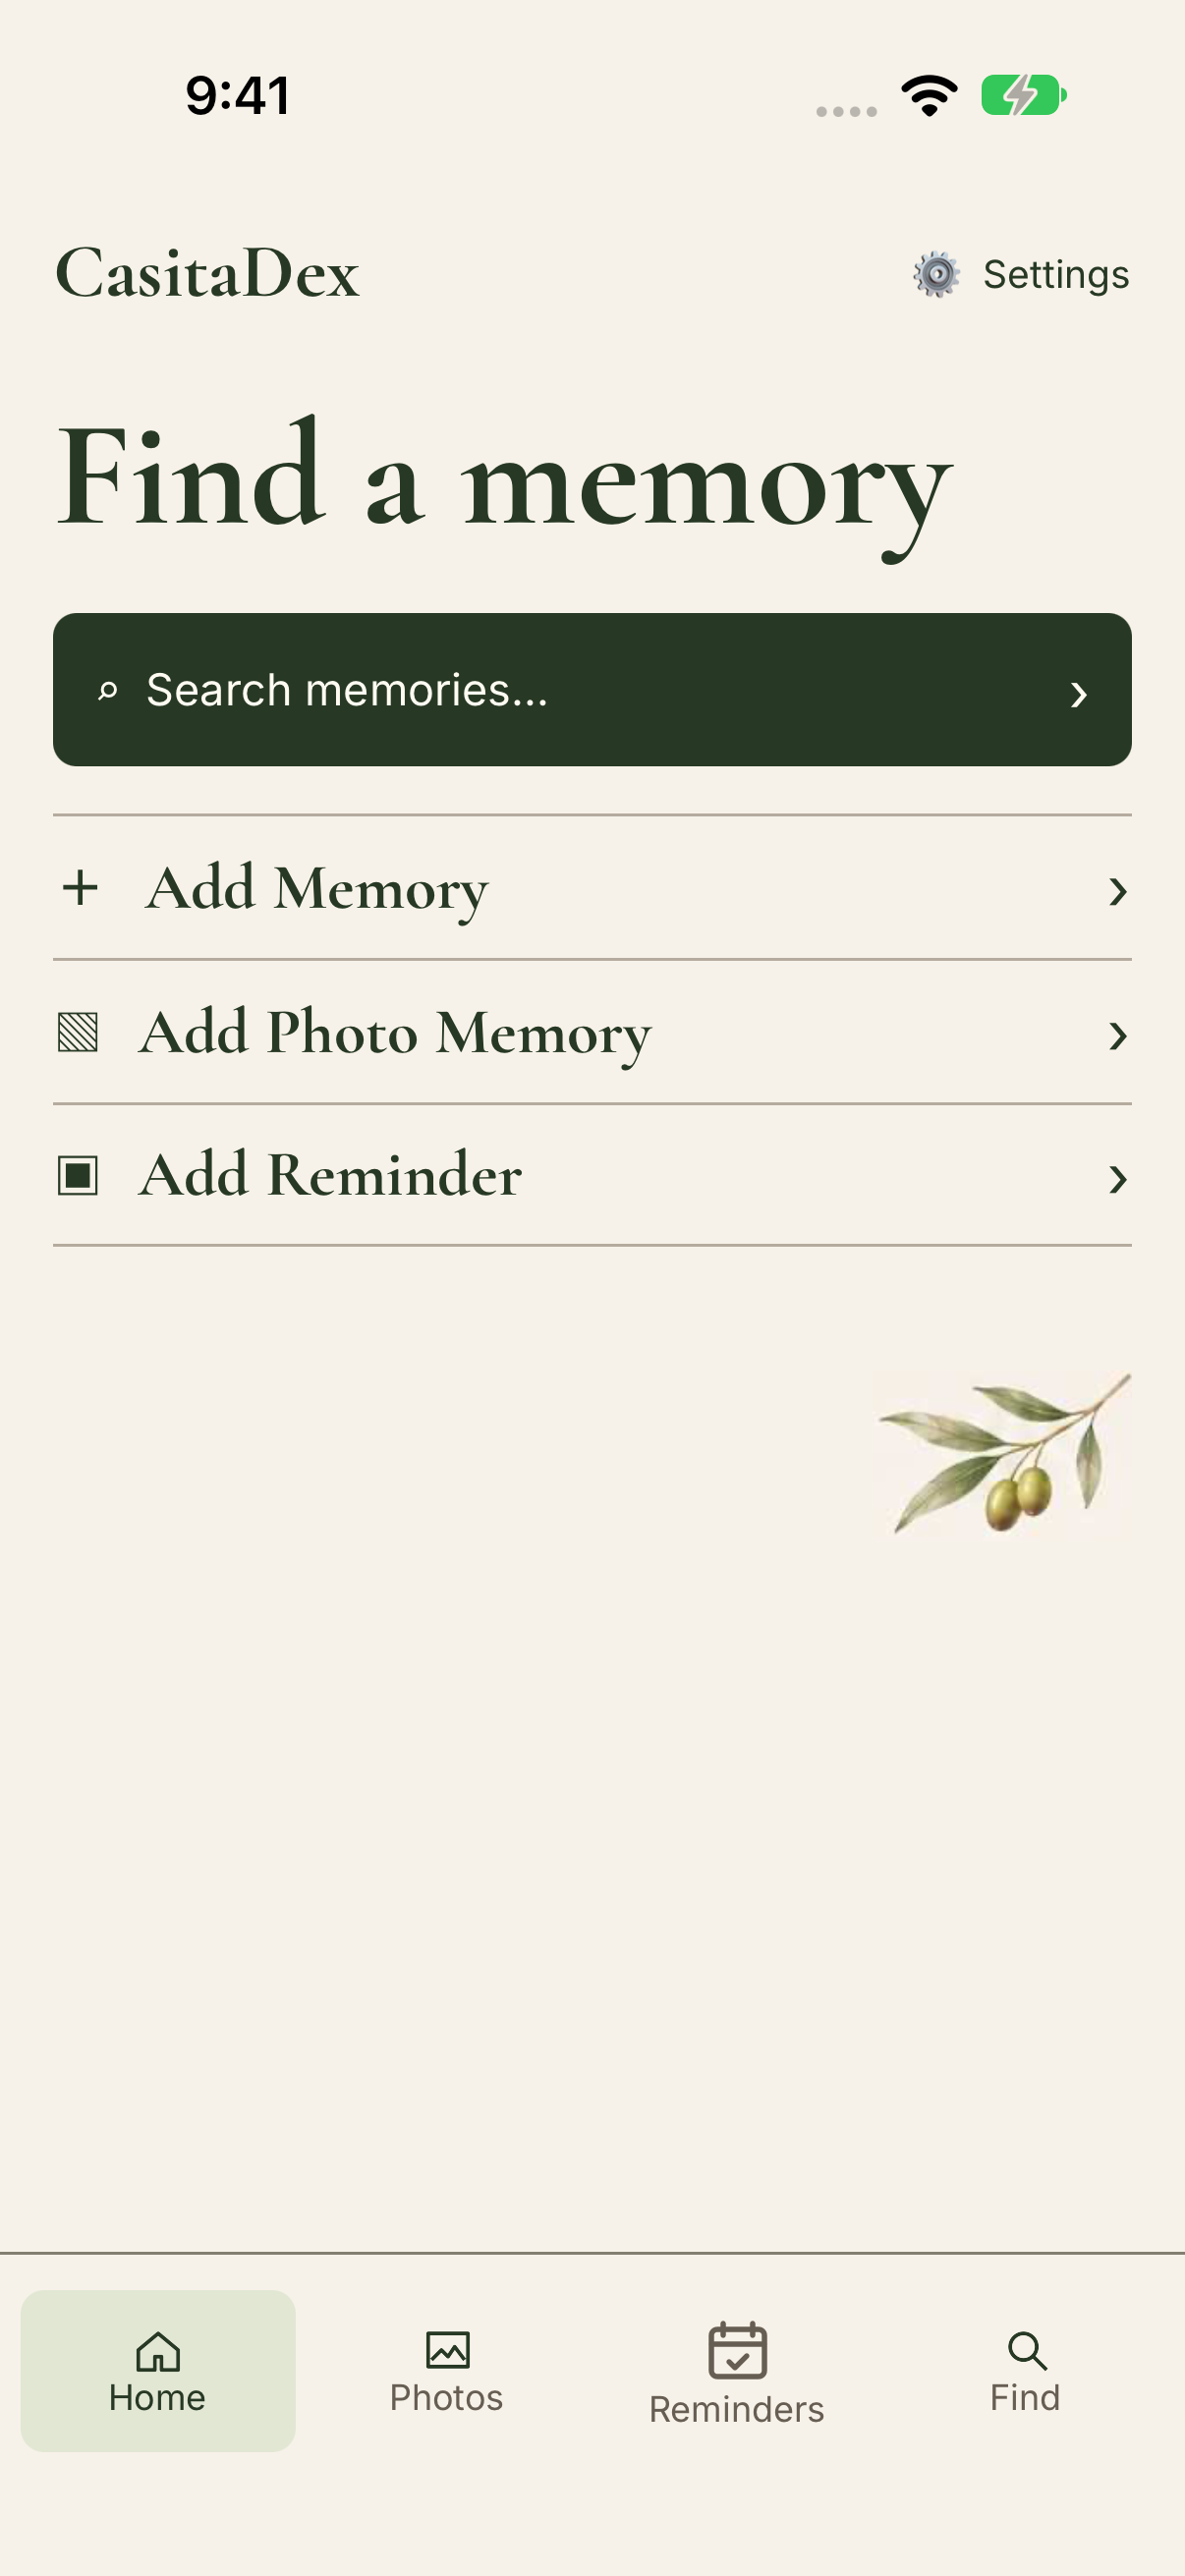 9:41
CasitaDex
Settings
Find a memory
Search memories...
Add Memory
Add Photo Memory
Add Reminder
Home
Photos
Reminders
Find